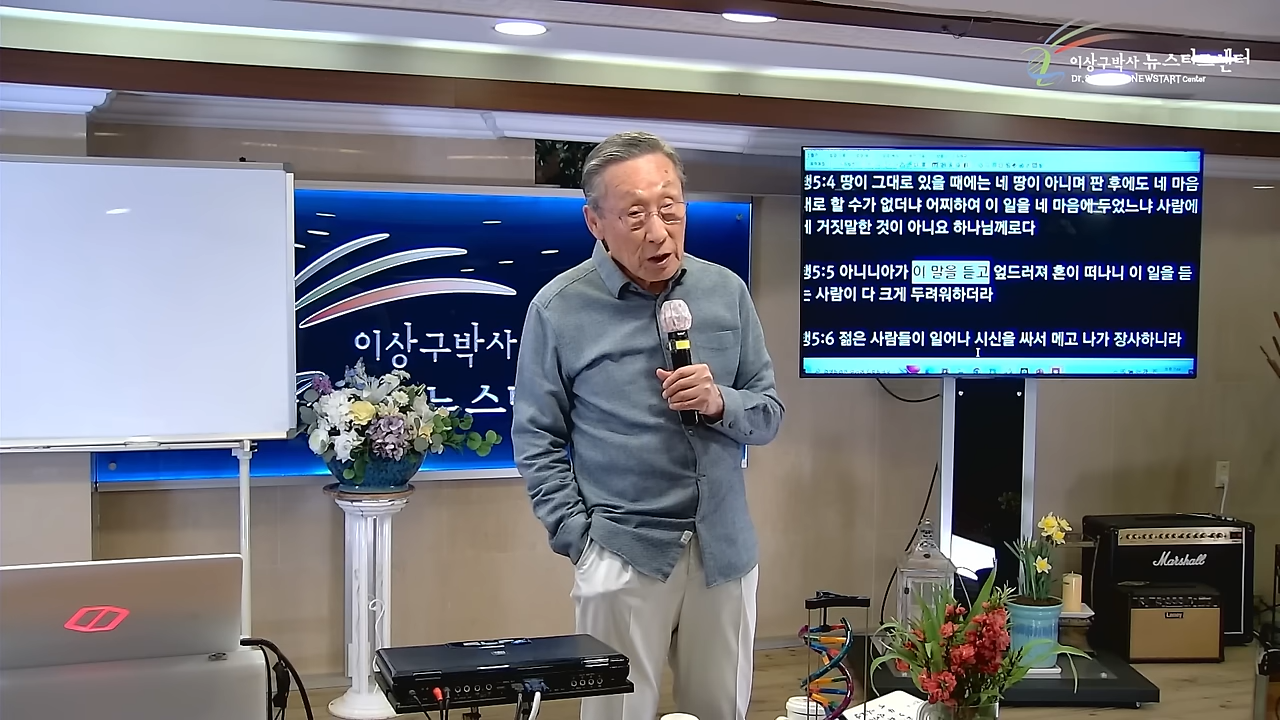 이상구박사 뉴스타트센터
NEWSTART Center
행5:4 땅이 그대로 있을 때에는 네 땅이 아니며 판 후에도 네 마음
대로 할 수가 없더냐 어찌하여 이 일을 네 마음에 두었느냐 사람에
게 거짓말한 것이 아니요 하나님께로다
행5:5 아니니아가 이 말을 듣고 엎드러져 혼이 떠나니 이 일을 듣
는 사람이 다 크게 두려워하더라
행5:6 젊은 사람들이 일어나 시신을 싸서 메고 나가 장사하니라
이상구박사
뉴스
Marshall
Laney